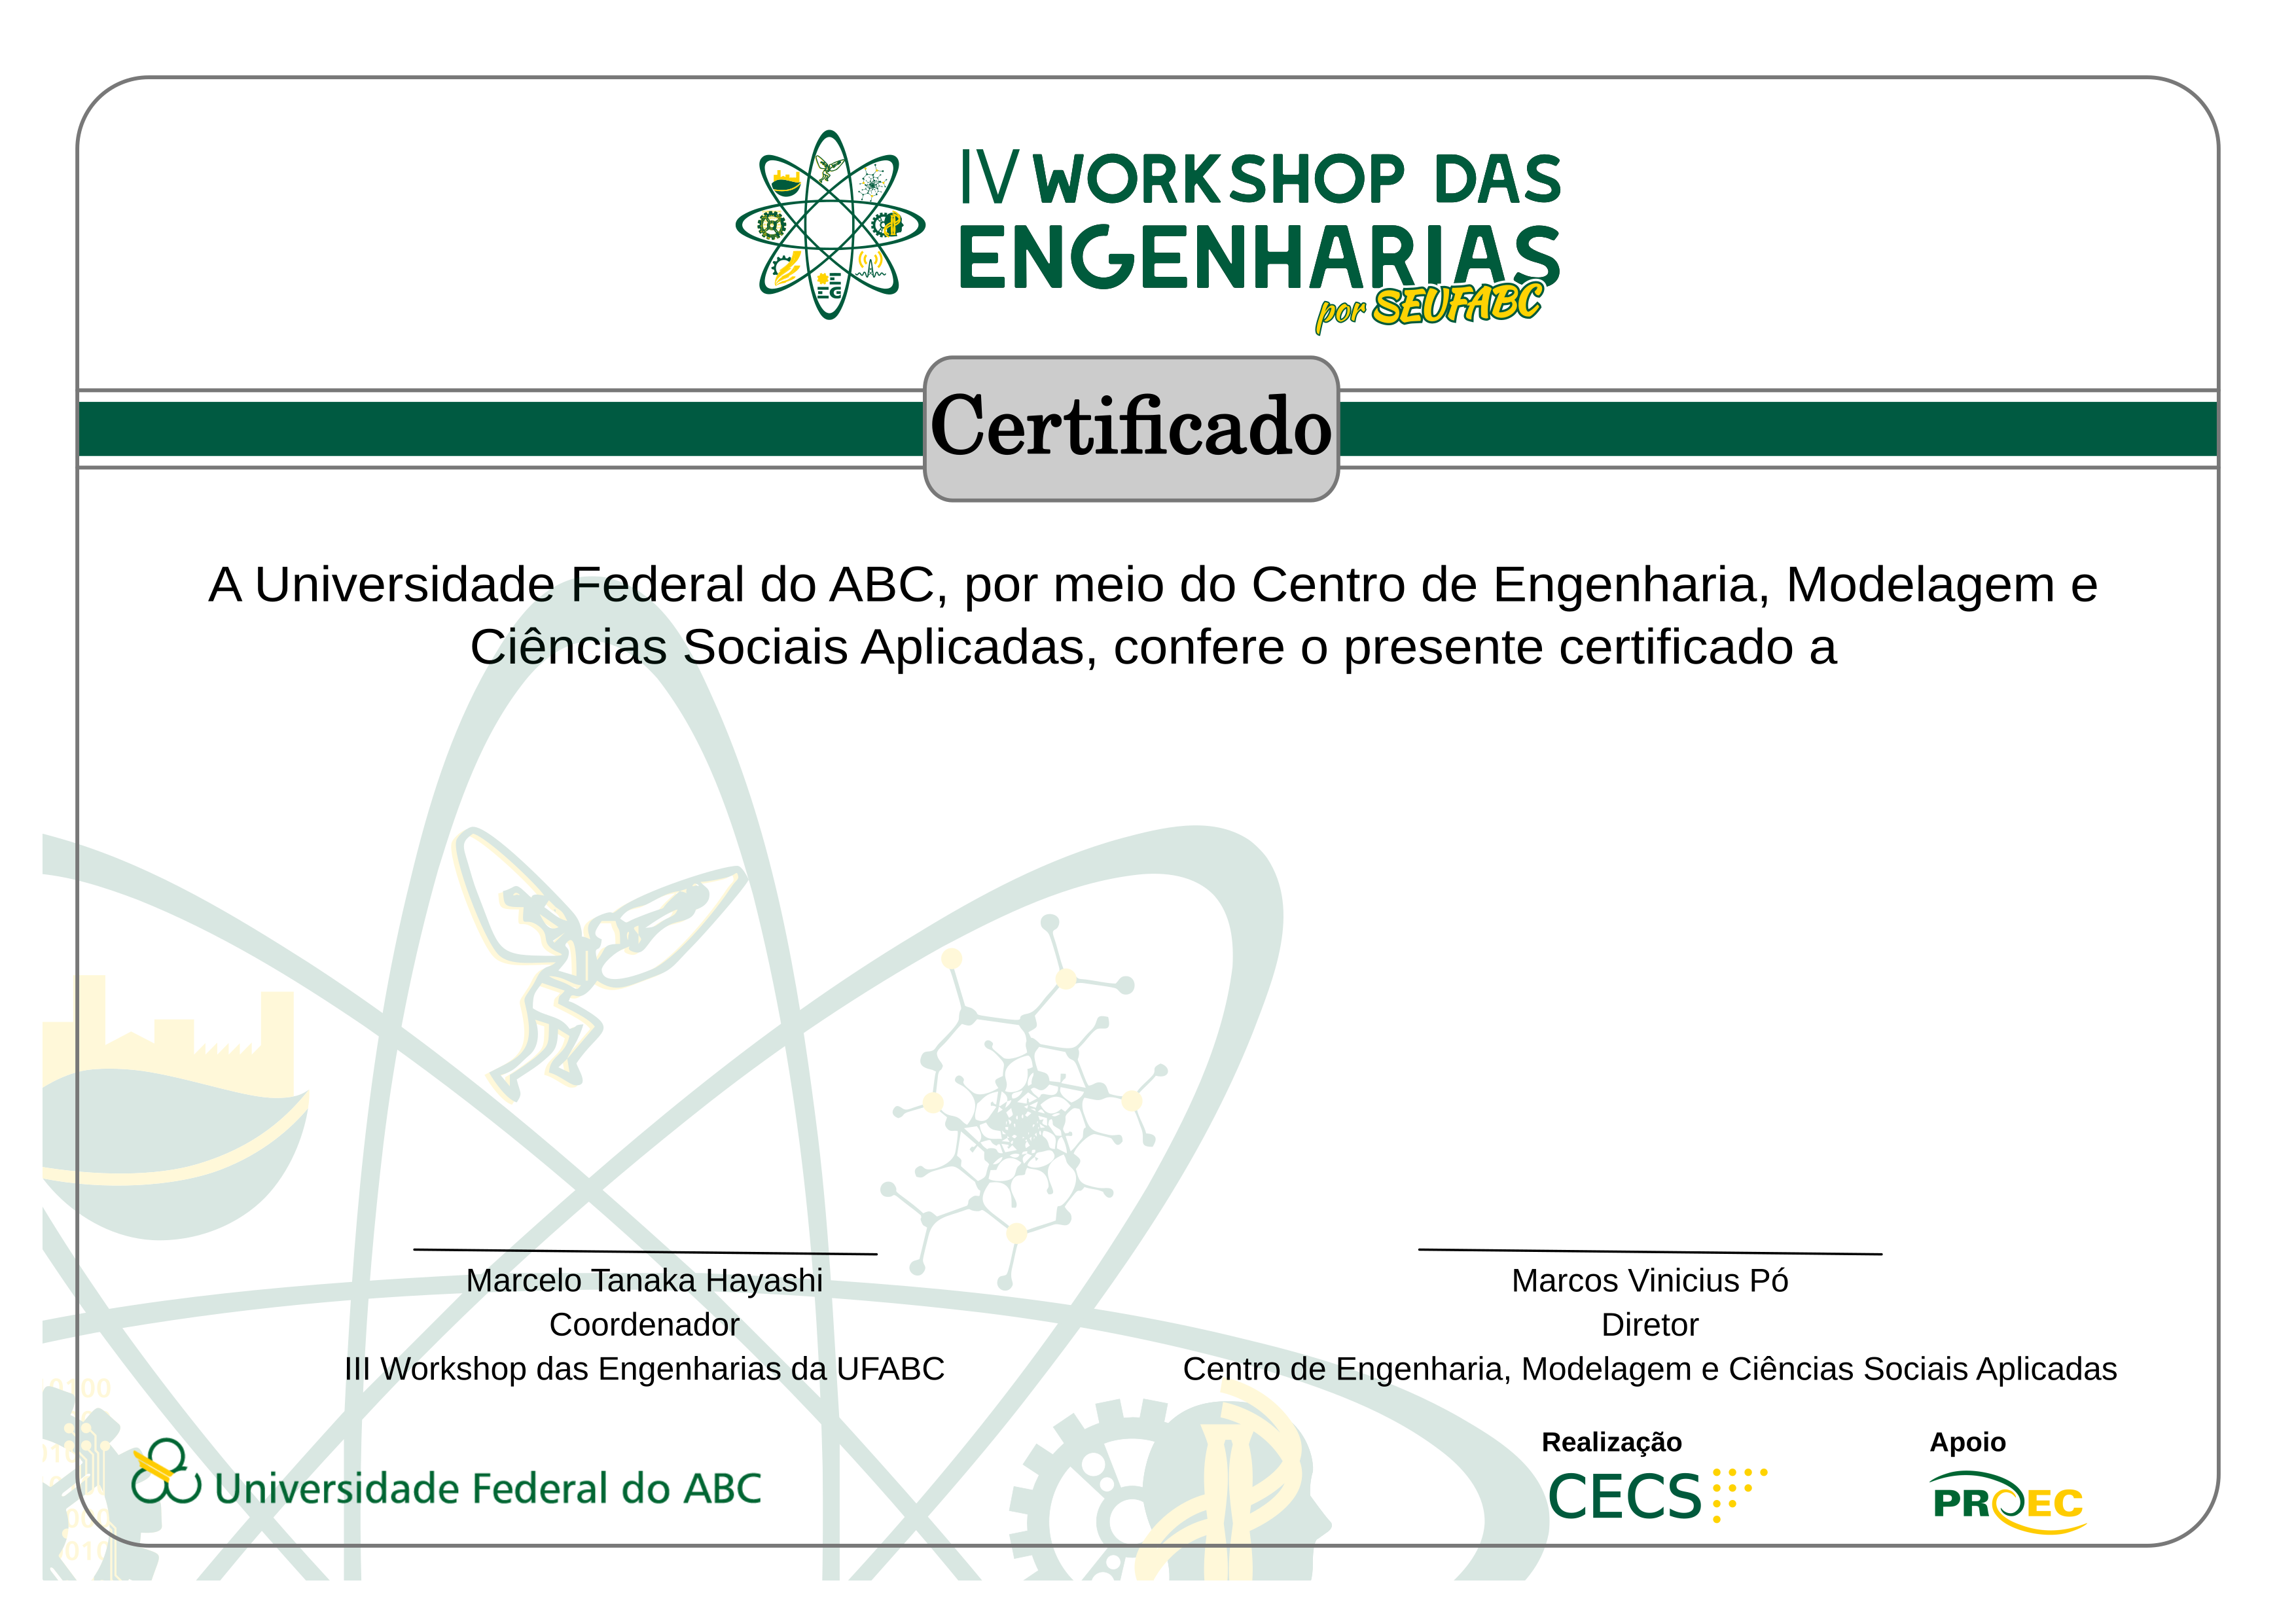 IV WORKSHOP DAS
ENGENHARIAS
por SEUFABC
Certificado
A Universidade Federal do ABC, por meio do Centro de Engenharia, Modelagem e
Ciências Sociais Aplicadas, confere o presente certificado a
Marcelo Tanaka Hayashi
Coordenador
III Workshop das Engenharias da UFABC
Marcos Vinicius Pó
Diretor
Centro de Engenharia, Modelagem e Ciências Sociais Aplicadas
Universidade Federal do ABC
Realização
CECS
Apoio
PROEC